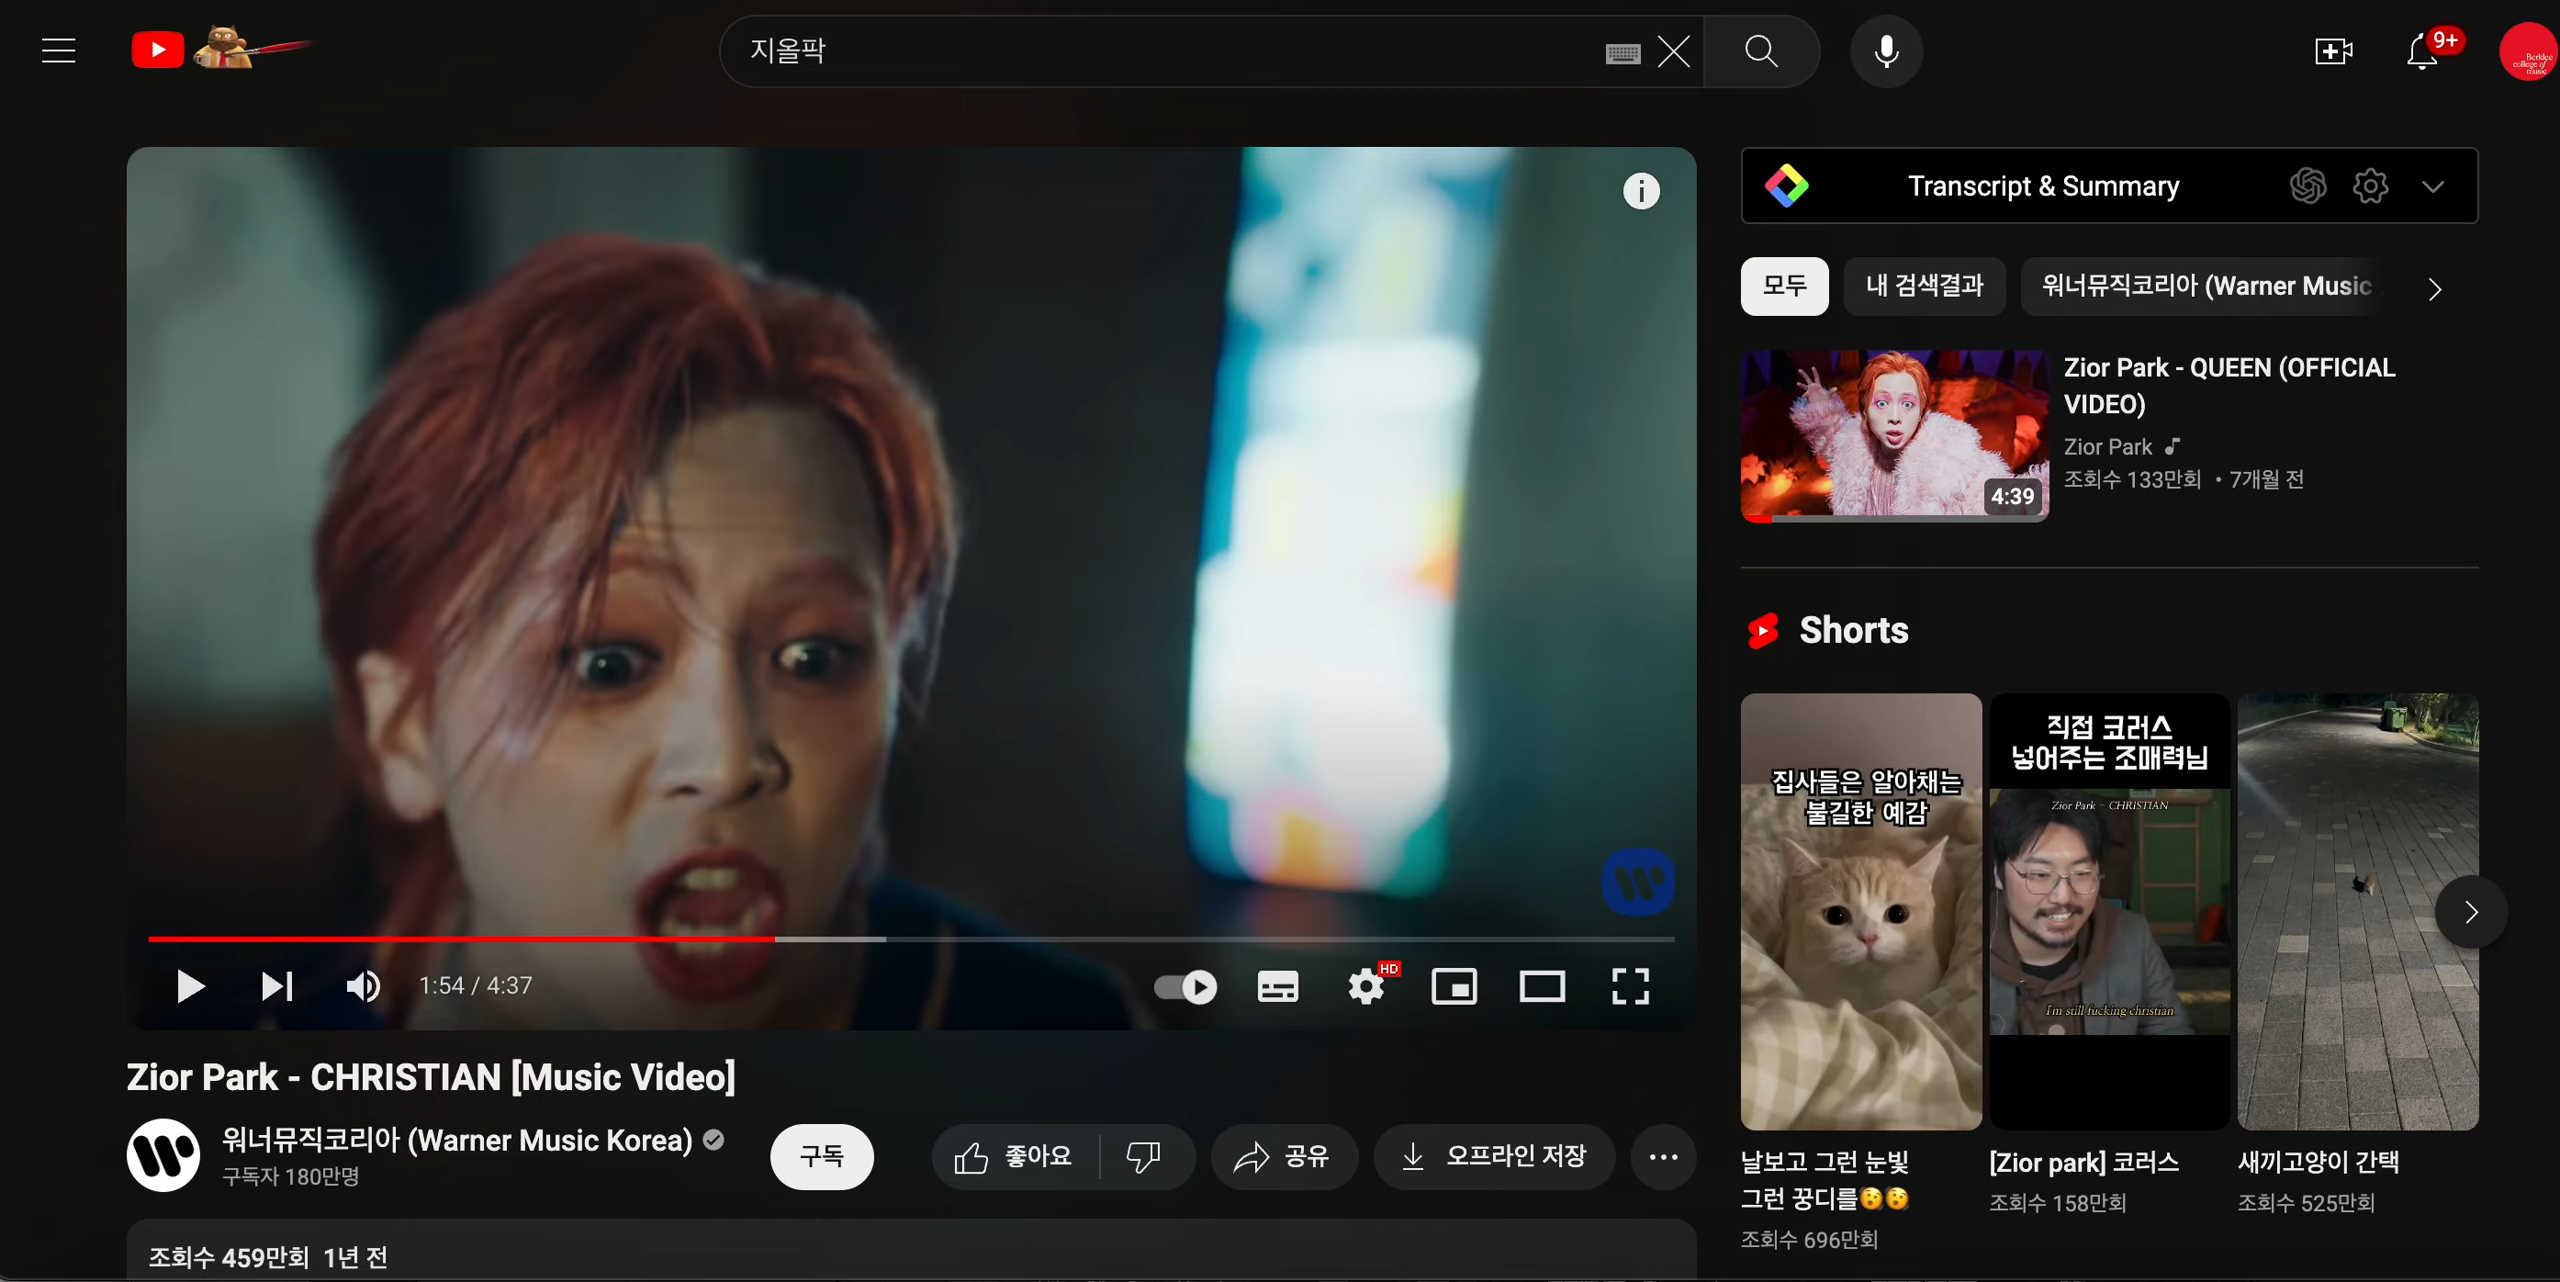 지올팍
9+
Berklee
college of
music
i
HD
1:54 / 4:37
Zior Park - CHRISTIAN [Music Video]
워너뮤직코리아 (Warner Music Korea)
구독자 180만명
구독
좋아요
공유
오프라인 저장
조회수 459만회 1년 전
Transcript & Summary
모두
내 검색결과
워너뮤직코리아 (Warner Music
4:39
Zior Park - QUEEN (OFFICIAL
VIDEO)
Zior Park
조회수 133만회 • 7개월 전
Shorts
집사들은 알아채는
불길한 예감
날보고 그런 눈빛
그런 꿍디를🫢🫢
조회수 696만회
직접 코러스
넣어주는 조매력님
Zior Park - CHRISTIAN
I'm still fucking christian
[Zior park] 코러스
조회수 158만회
새끼고양이 간택
조회수 525만회